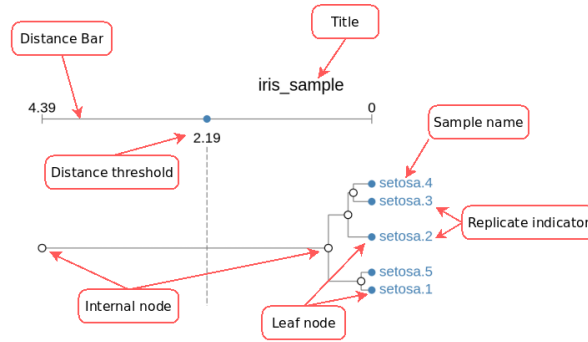 Title
Distance Bar
iris_sample
4.39
0
2.19
Sample name
Distance threshold
setosa.4
setosa.3
Replicate indicator
setosa.2
setosa.5
setosa.1
Internal node
Leaf node